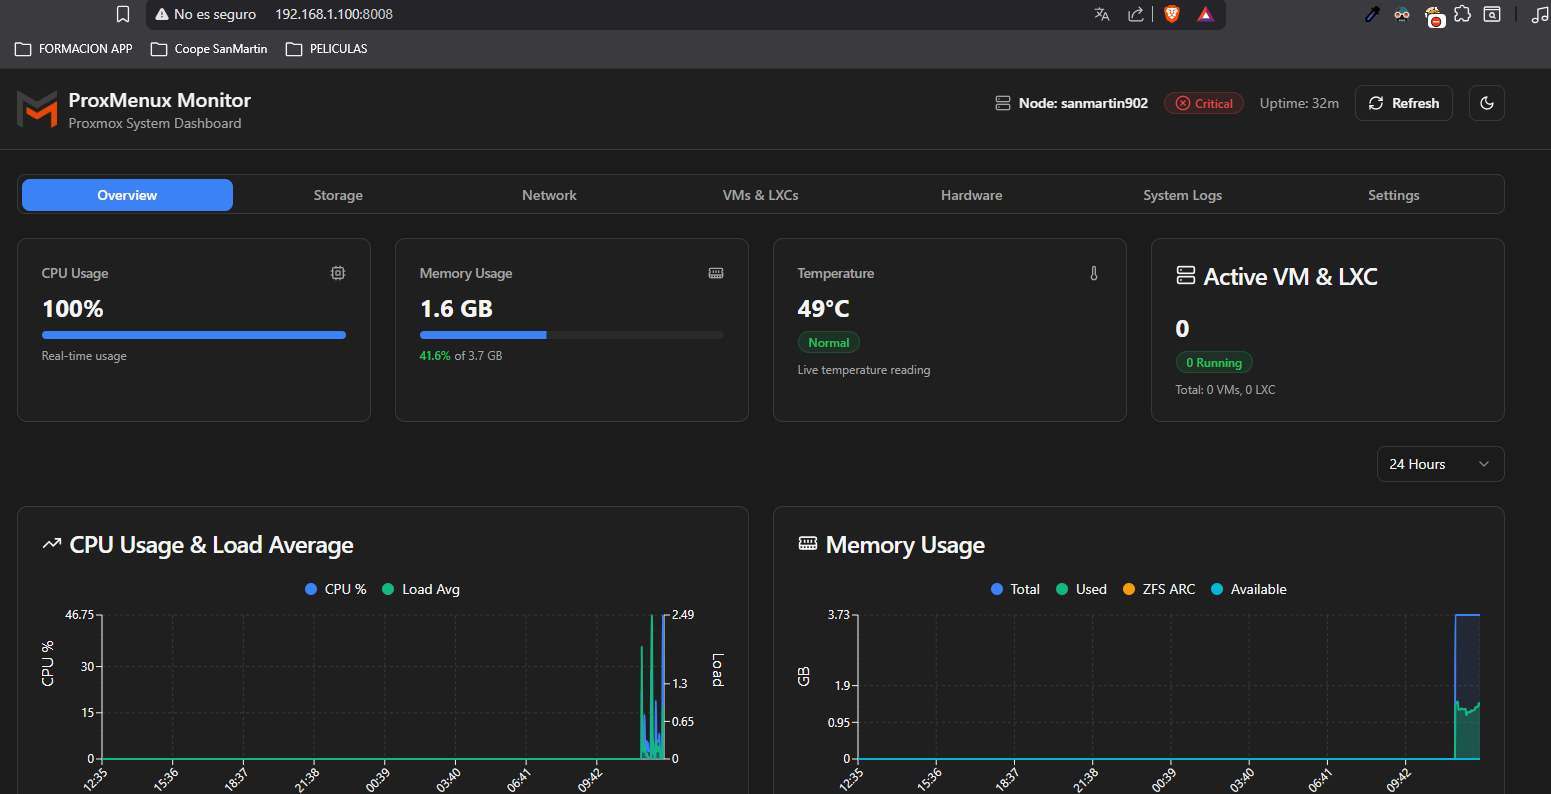 No es seguro 192.168.1.100:8008
FORMACION APP Coope SanMartin PELICULAS
ProxMenux Monitor
Proxmox System Dashboard
Node: sanmartin902 Critical Uptime: 32m Refresh
Overview Storage Network VMs & LXCs Hardware System Logs Settings
CPU Usage
100%
Real-time usage
Memory Usage
1.6 GB
41.6% of 3.7 GB
Temperature
49°C
Normal
Live temperature reading
Active VM & LXC
0
0 Running
Total: 0 VMs, 0 LXC
24 Hours
CPU Usage & Load Average
CPU % Load Avg
46.75
30
15
0
CPU %
2.49
1.3
0.65
0
Load
12:35 15:36 18:37 21:38 00:39 03:40 06:41 09:42
Memory Usage
Total Used ZFS ARC Available
3.73
1.9
0.95
0
GB
12:35 15:36 18:37 21:38 00:39 03:40 06:41 09:42